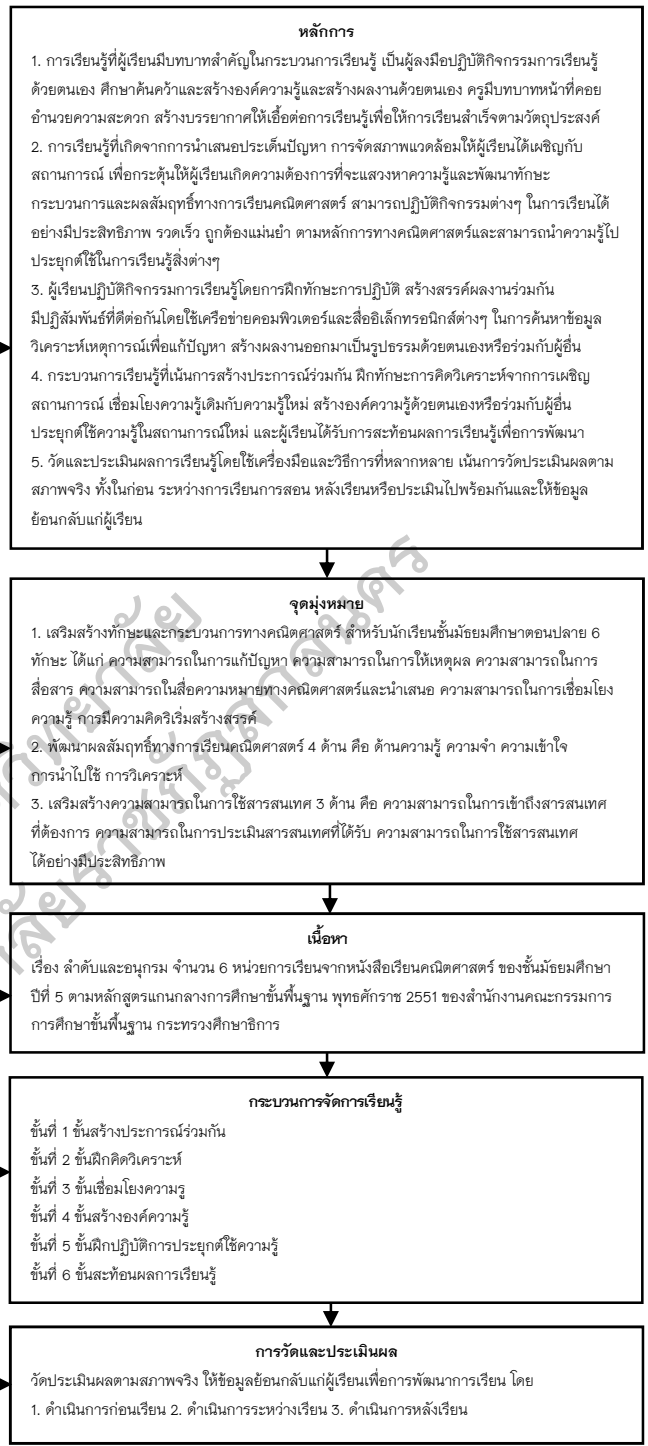 หลักการ
1. การเรียนรู้ที่ผู้เรียนมีบทบาทสำคัญในกระบวนการเรียนรู้ เป็นผู้ลงมือปฏิบัติกิจกรรมการเรียนรู้
ด้วยตนเอง ศึกษาค้นคว้าและสร้างองค์ความรู้และสร้างผลงานด้วยตนเอง ครูมีบทบาทหน้าที่คอย
อำนวยความสะดวก สร้างบรรยากาศให้เอื้อต่อการเรียนรู้เพื่อให้การเรียนสำเร็จตามวัตถุประสงค์
2. การเรียนรู้ที่เกิดจากการนำเสนอประเด็นปัญหา การจัดสภาพแวดล้อมให้ผู้เรียนได้เผชิญกับ
สถานการณ์ เพื่อกระตุ้นให้ผู้เรียนเกิดความต้องการที่จะแสวงหาความรู้และพัฒนาทักษะ
กระบวนการและผลสัมฤทธิ์ทางการเรียนคณิตศาสตร์ สามารถปฏิบัติกิจกรรมต่างๆ ในการเรียนได้
อย่างมีประสิทธิภาพ รวดเร็ว ถูกต้องแม่นยำ ตามหลักการทางคณิตศาสตร์และสามารถนำความรู้ไป
ประยุกต์ใช้ในการเรียนรู้สิ่งต่างๆ
3. ผู้เรียนปฏิบัติกิจกรรมการเรียนรู้โดยการฝึกทักษะการปฏิบัติ สร้างสรรค์ผลงานร่วมกัน
มีปฏิสัมพันธ์ที่ดีต่อกันโดยใช้เครือข่ายคอมพิวเตอร์และสื่ออิเล็กทรอนิกส์ต่างๆ ในการค้นหาข้อมูล
วิเคราะห์เหตุการณ์เพื่อแก้ปัญหา สร้างผลงานออกมาเป็นรูปธรรมด้วยตนเองหรือร่วมกับผู้อื่น
4. กระบวนการเรียนรู้ที่เน้นการสร้างประการณ์ร่วมกัน ฝึกทักษะการคิดวิเคราะห์จากการเผชิญ
สถานการณ์ เชื่อมโยงความรู้เดิมกับความรู้ใหม่ สร้างองค์ความรู้ด้วยตนเองหรือร่วมกับผู้อื่น
ประยุกต์ใช้ความรู้ในสถานการณ์ใหม่ และผู้เรียนได้รับการสะท้อนผลการเรียนรู้เพื่อการพัฒนา
5. วัดและประเมินผลการเรียนรู้โดยใช้เครื่องมือและวิธีการที่หลากหลาย เน้นการวัดประเมินผลตาม
สภาพจริง ทั้งในก่อน ระหว่างการเรียนการสอน หลังเรียนหรือประเมินไปพร้อมกันและให้ข้อมูล
ย้อนกลับแก่ผู้เรียน
จุดมุ่งหมาย
1. เสริมสร้างทักษะและกระบวนการทางคณิตศาสตร์ สำหรับนักเรียนชั้นมัธยมศึกษาตอนปลาย 6
ทักษะ ได้แก่ ความสามารถในการแก้ปัญหา ความสามารถในการให้เหตุผล ความสามารถในการ
สื่อสาร ความสามารถในสื่อความหมายทางคณิตศาสตร์และนำเสนอ ความสามารถในการเชื่อมโยง
ความรู้ การมีความคิดริเริ่มสร้างสรรค์
2. พัฒนาผลสัมฤทธิ์ทางการเรียนคณิตศาสตร์ 4 ด้าน คือ ด้านความรู้ ความจำ ความเข้าใจ
การนำไปใช้ การวิเคราะห์
3. เสริมสร้างความสามารถในการใช้สารสนเทศ 3 ด้าน คือ ความสามารถในการเข้าถึงสารสนเทศ
ที่ต้องการ ความสามารถในการประเมินสารสนเทศที่ได้รับ ความสามารถในการใช้สารสนเทศ
ได้อย่างมีประสิทธิภาพ
เนื้อหา
เรื่อง ลำดับและอนุกรม จำนวน 6 หน่วยการเรียนจากหนังสือเรียนคณิตศาสตร์ ของชั้นมัธยมศึกษา
ปีที่ 5 ตามหลักสูตรแกนกลางการศึกษาขั้นพื้นฐาน พุทธศักราช 2551 ของสำนักงานคณะกรรมการ
การศึกษาขั้นพื้นฐาน กระทรวงศึกษาธิการ
กระบวนการจัดการเรียนรู้
ขั้นที่ 1 ขั้นสร้างประการณ์ร่วมกัน
ขั้นที่ 2 ขั้นฝึกคิดวิเคราะห์
ขั้นที่ 3 ขั้นเชื่อมโยงความรู
ขั้นที่ 4 ขั้นสร้างองค์ความรู้
ขั้นที่ 5 ขั้นฝึกปฏิบัติการประยุกต์ใช้ความรู้
ขั้นที่ 6 ขั้นสะท้อนผลการเรียนรู้
การวัดและประเมินผล
วัดประเมินผลตามสภาพจริง ให้ข้อมูลย้อนกลับแก่ผู้เรียนเพื่อการพัฒนาการเรียน โดย
1. ดำเนินการก่อนเรียน 2. ดำเนินการระหว่างเรียน 3. ดำเนินการหลังเรียน